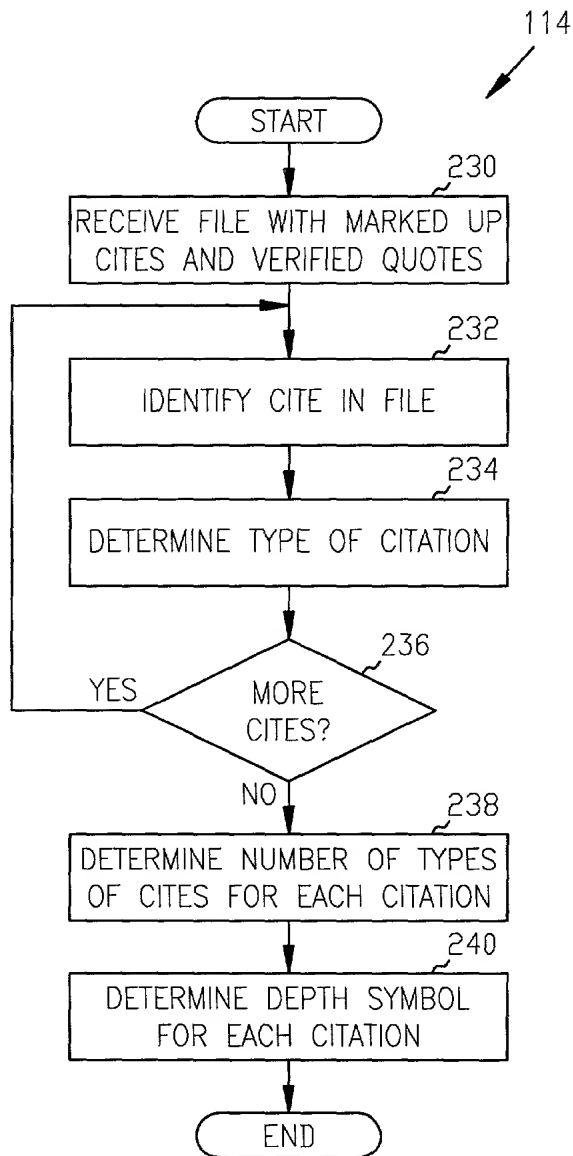 114
START
230
RECEIVE FILE WITH MARKED UP
CITES AND VERIFIED QUOTES
232
IDENTIFY CITE IN FILE
234
DETERMINE TYPE OF CITATION
236
YES
MORE
CITES?
NO
238
DETERMINE NUMBER OF TYPES
OF CITES FOR EACH CITATION
240
DETERMINE DEPTH SYMBOL
FOR EACH CITATION
END